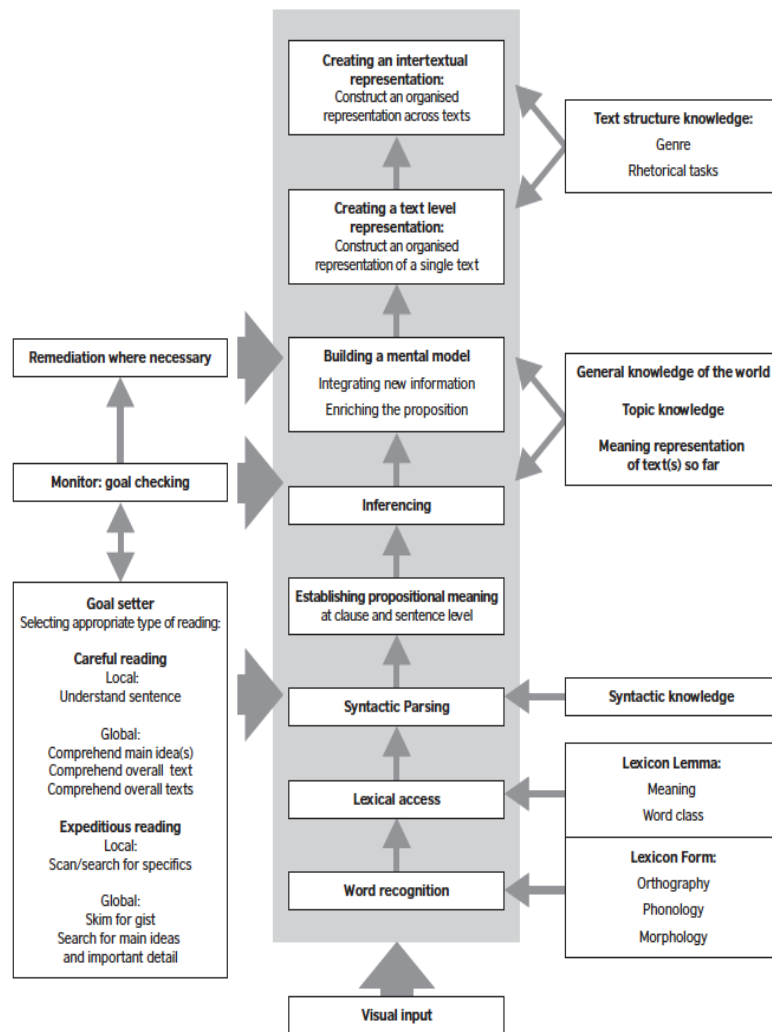 Creating an intertextual
representation:
Construct an organised
representation across texts
Text structure knowledge:
Genre
Rhetorical tasks
Creating a text level
representation:
Construct an organised
representation of a single text
Remediation where necessary
Building a mental model
Integrating new information
Enriching the proposition
General knowledge of the world
Topic knowledge
Meaning representation
of text(s) so far
Monitor: goal checking
Inferencing
Goal setter
Selecting appropriate type of reading:
Careful reading
Local:
Understand sentence
Global:
Comprehend main idea(s)
Comprehend overall text
Comprehend overall texts
Expeditious reading
Local:
Scan/search for specifics
Global:
Skim for gist
Search for main ideas
and important detail
Establishing propositional meaning
at clause and sentence level
Syntactic Parsing
Syntactic knowledge
Lexical access
Lexicon Lemma:
Meaning
Word class
Word recognition
Lexicon Form:
Orthography
Phonology
Morphology
Visual input